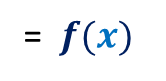 = f(x)